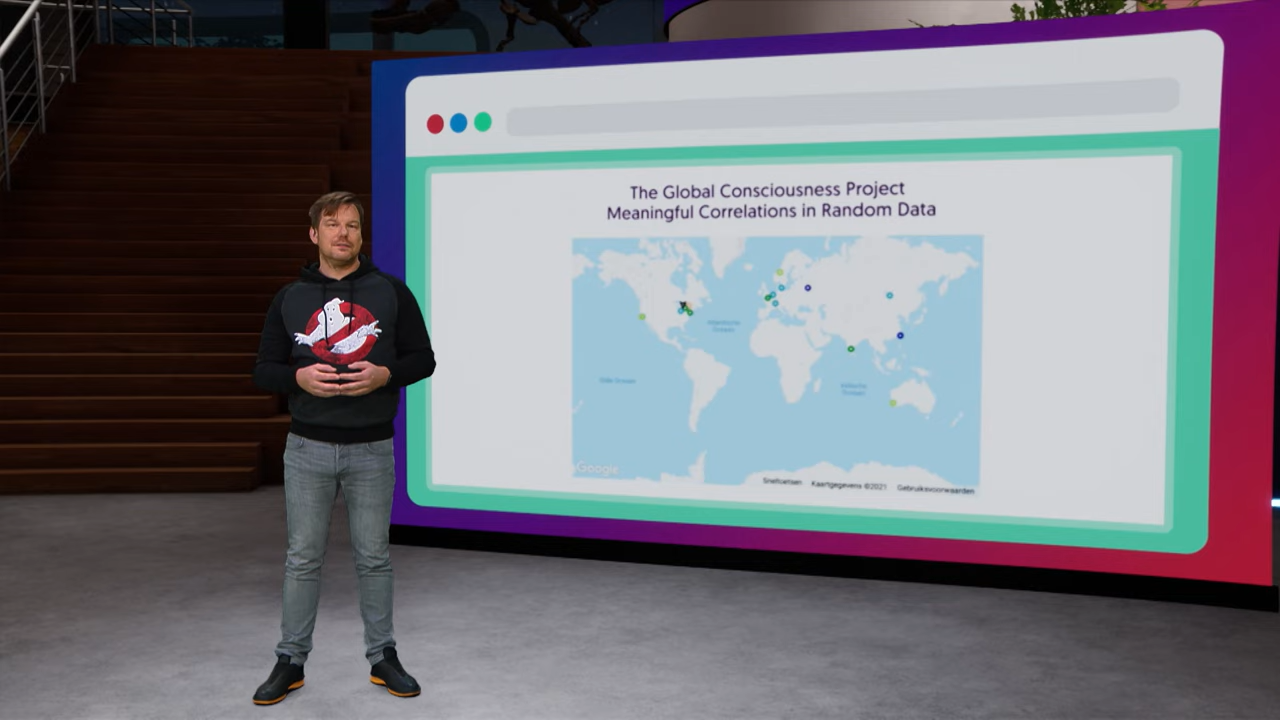 The Global Consciousness Project
Meaningful Correlations in Random Data
Atlantische
Oceaan
Stille Oceaan
Indische
Oceaan
Google
Sneltoetsen Kaartgegevens ©2021 Gebruiksvoorwaarden